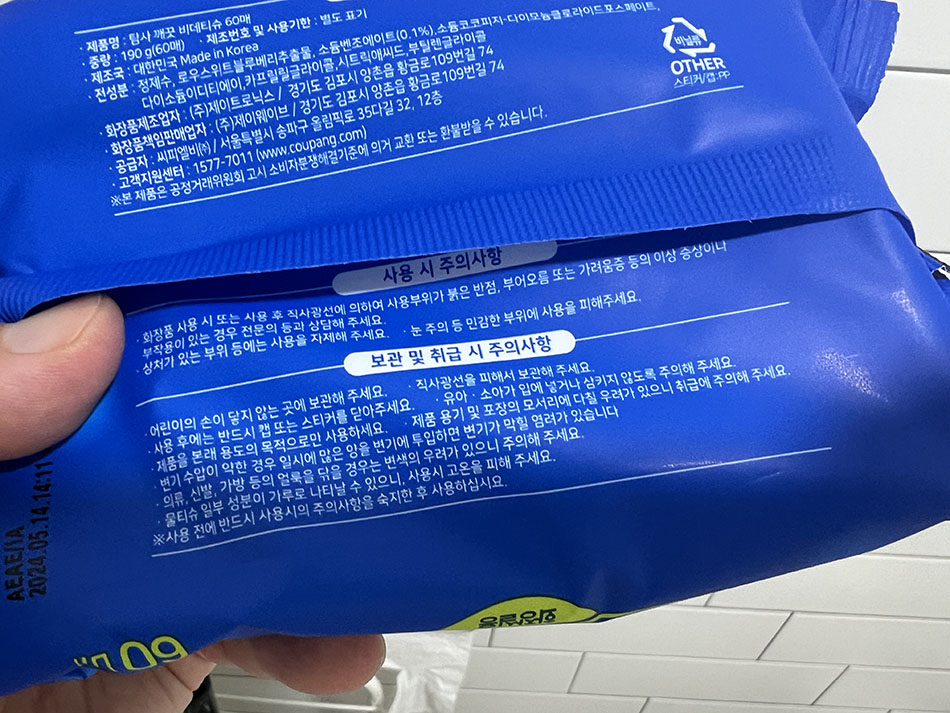 · 제품명 : 탐사 깨끗 비데티슈 60매
· 중량 : 190 g(60매) · 제조번호 및 사용기한 : 별도 표기
· 제조국 : 대한민국 Made in Korea
· 전성분 : 정제수, 로우스위트블루베리추출물, 소듐벤조에이트(0.1%),소듐코코피지-다이모늄클로라이드포스페이트,
다이소듐이디티에이,카프릴릴글라이콜,시트릭애씨드,부틸렌글라이콜
· 화장품제조업자 : (주)제이트로닉스 / 경기도 김포시 양촌읍 황금로109번길 74
· 화장품책임판매업자 : (주)제이웨이브 / 경기도 김포시 양촌읍 황금로109번길 74
· 공급자 : 씨피엘비㈜ / 서울특별시 송파구 올림픽로 35다길 32, 12층
· 고객지원센터 : 1577-7011 (www.coupang.com)
※본 제품은 공정거래위원회 고시 소비자분쟁해결기준에 의거 교환 또는 환불받을 수 있습니다.
비닐류
OTHER
스티커/캡:PP
사용 시 주의사항
· 화장품 사용 시 또는 사용 후 직사광선에 의하여 사용부위가 붉은 반점, 부어오름 또는 가려움증 등의 이상 증상이나
부작용이 있는 경우 전문의 등과 상담해 주세요.
· 상처가 있는 부위 등에는 사용을 자제해 주세요. · 눈 주의 등 민감한 부위에 사용을 피해주세요.
보관 및 취급 시 주의사항
· 어린이의 손이 닿지 않는 곳에 보관해 주세요. · 직사광선을 피해서 보관해 주세요.
· 사용 후에는 반드시 캡 또는 스티커를 닫아주세요. · 유아 · 소아가 입에 넣거나 삼키지 않도록 주의해 주세요.
· 제품을 본래 용도의 목적으로만 사용하세요. · 제품 용기 및 포장의 모서리에 다칠 우려가 있으니 취급에 주의해 주세요.
· 변기 수압이 약한 경우 일시에 많은 양을 변기에 투입하면 변기가 막힐 염려가 있습니다
· 의류, 신발, 가방 등의 얼룩을 닦을 경우는 변색의 우려가 있으니 주의해 주세요.
· 물티슈 일부 성분이 가루로 나타날 수 있으니, 사용시 고온을 피해 주세요.
※사용 전에 반드시 사용시의 주의사항을 숙지한 후 사용하십시요.
AEAE11A
2024.05.14.14:11
60매